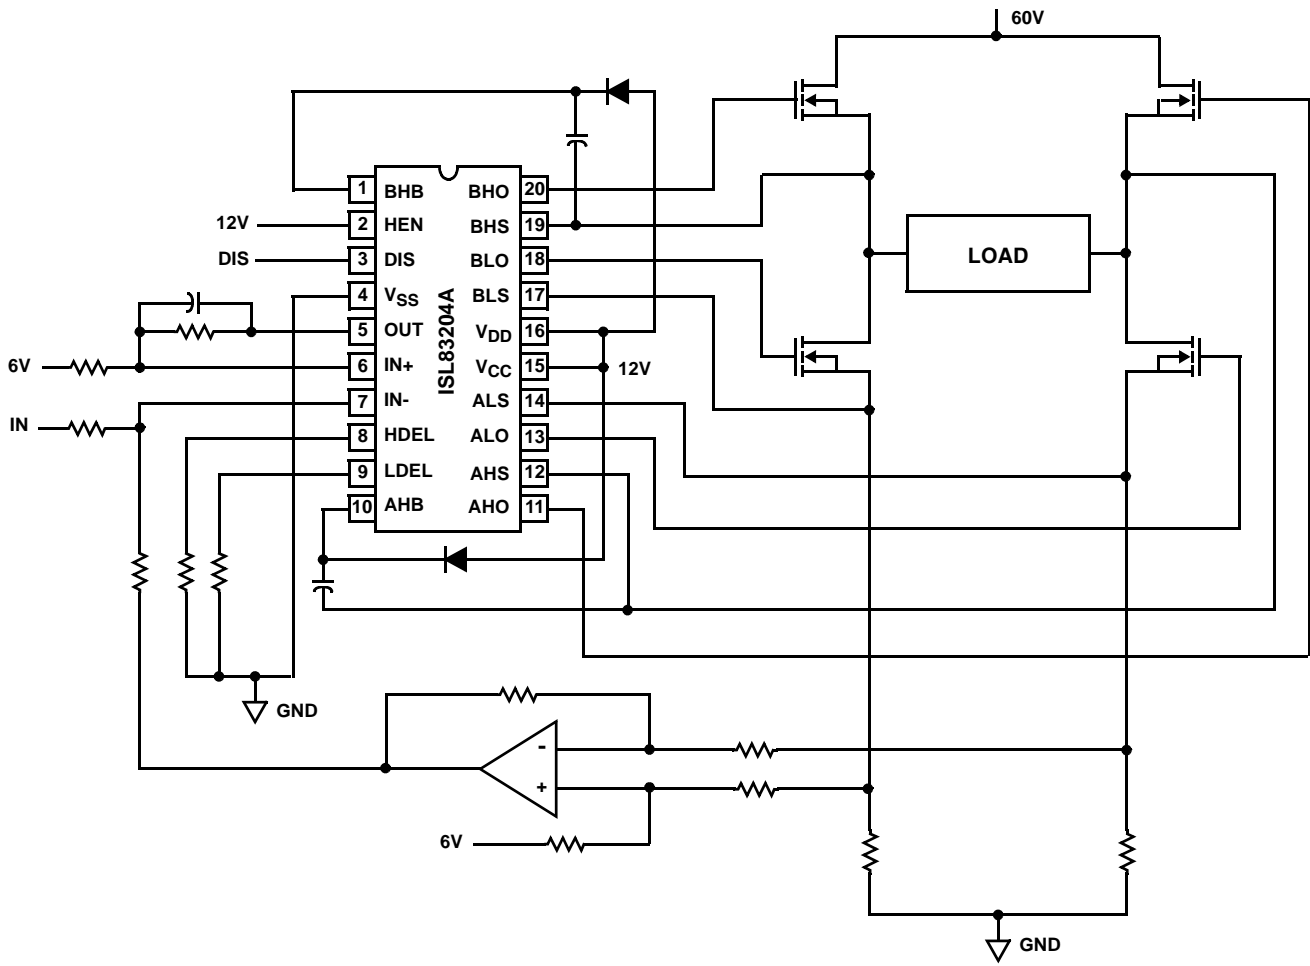 60V
1 BHB BHO 20
12V 2 HEN BHS 19
DIS 3 DIS BLO 18
4 VSS BLS 17
5 OUT VDD 16
6V 6 IN+ VCC 15 12V
IN 7 IN- ALS 14
8 HDEL ALO 13
9 LDEL AHS 12
10 AHB AHO 11
ISL83204A
LOAD
GND
-
+
6V
GND